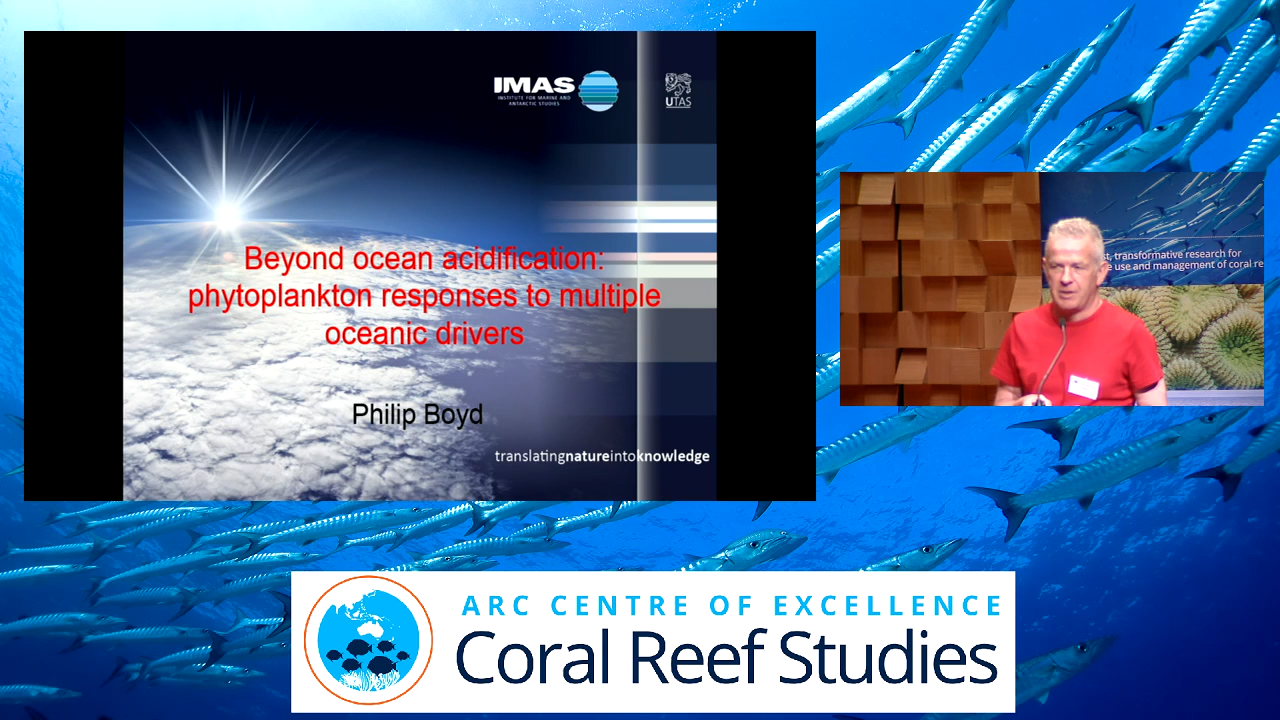 IMAS
INSTITUTE FOR MARINE AND
ANTARCTIC STUDIES
UTAS
Beyond ocean acidification:
phytoplankton responses to multiple
oceanic drivers
Philip Boyd
translatingnatureintoknowledge
st, transformative research for
e use and management of coral re
ARC CENTRE OF EXCELLENCE
Coral Reef Studies